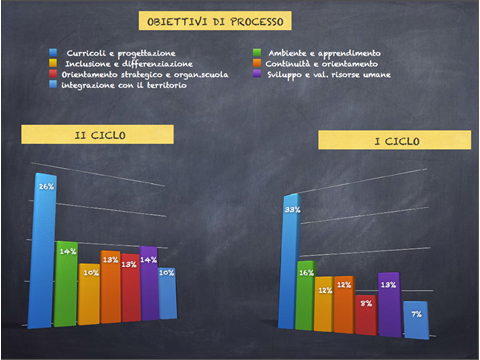 OBIETTIVI DI PROCESSO
Curricoli e progettazione
Inclusione e differenziazione
Orientamento strategico e organ.scuola
Integrazione con il territorio
Ambiente e apprendimento
Continuità e orientamento
Sviluppo e val. risorse umane
II CICLO
26%
14%
10%
13%
13%
14%
10%
I CICLO
33%
16%
12%
12%
8%
13%
7%